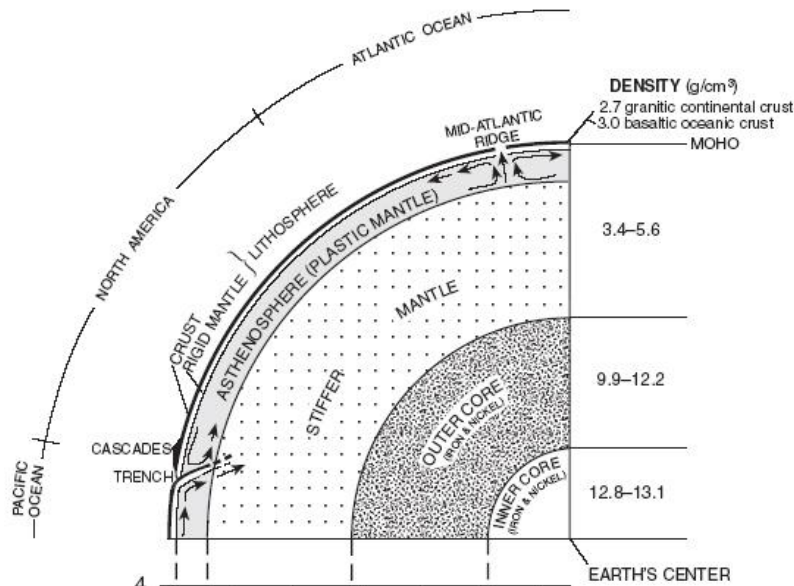 ATLANTIC OCEAN
DENSITY (g/cm³)
2.7 granitic continental crust
3.0 basaltic oceanic crust
MOHO
MID-ATLANTIC
RIDGE
NORTH AMERICA
LITHOSPHERE
CRUST
RIGID MANTLE
ASTHENOSPHERE (PLASTIC MANTLE)
3.4–5.6
MANTLE
STIFFER
9.9–12.2
OUTER CORE
(IRON & NICKEL)
CASCADES
TRENCH
PACIFIC
OCEAN
INNER CORE
(IRON & NICKEL)
12.8–13.1
EARTH'S CENTER